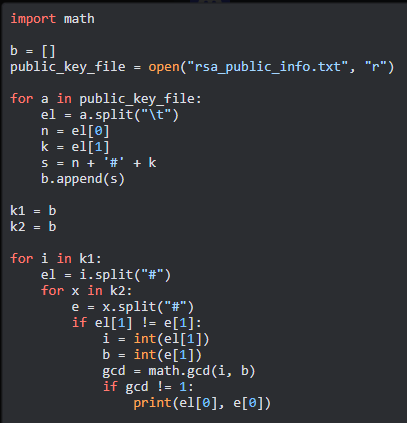 import math

b = []
public_key_file = open("rsa_public_info.txt", "r")

for a in public_key_file:
    el = a.split("\t")
    n = el[0]
    k = el[1]
    s = n + '#' + k
    b.append(s)

k1 = b
k2 = b

for i in k1:
    el = i.split("#")
    for x in k2:
        e = x.split("#")
        if el[1] != e[1]:
            i = int(el[1])
            b = int(e[1])
            gcd = math.gcd(i, b)
            if gcd != 1:
                print(el[0], e[0])